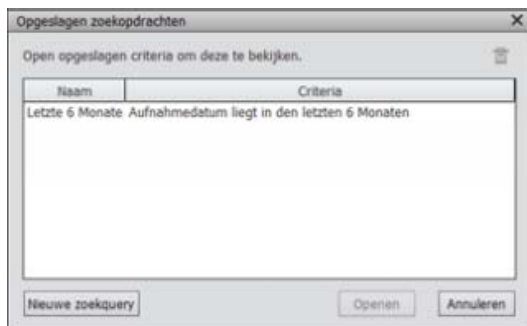 Opgeslagen zoekopdrachten
Open opgeslagen criteria om deze te bekijken.
Naam Criteria
Letzte 6 Monate Aufnahmedatum liegt in den letzten 6 Monaten
Nieuwe zoekquery Openen Annuleren